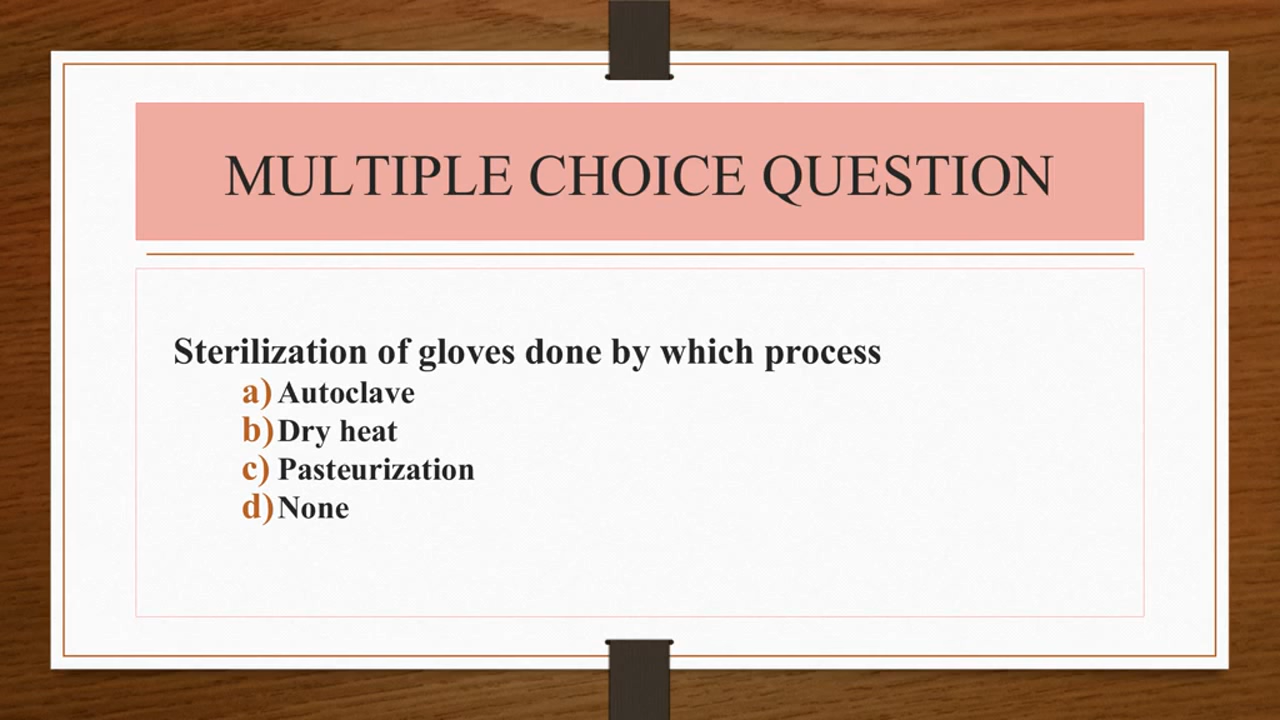 MULTIPLE CHOICE QUESTION
Sterilization of gloves done by which process
a) Autoclave
b) Dry heat
c) Pasteurization
d) None